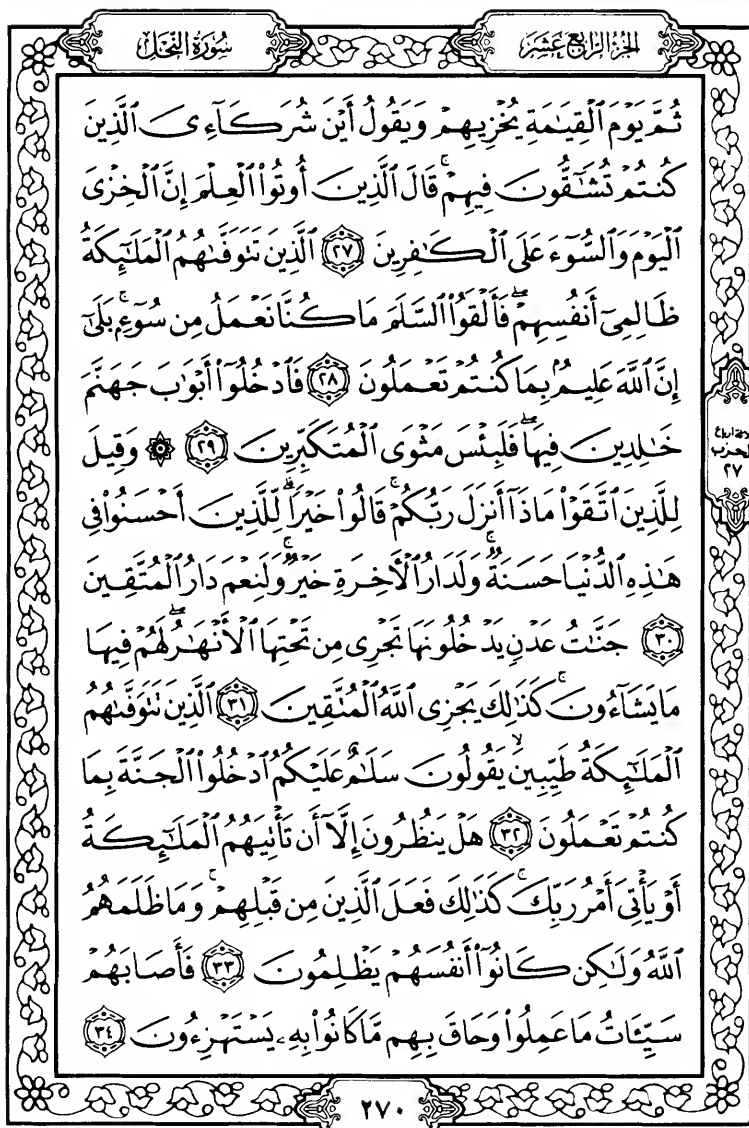 الجزء الرابع عشر
سورة النحل
ثُمَّ يَوْمَ ٱلْقِيَٰمَةِ يُخْزِيهِمْ وَيَقُولُ أَيْنَ شُرَكَآءِىَ ٱلَّذِينَ
كُنتُمْ تُشَٰٓقُّونَ فِيهِمْ ۚ قَالَ ٱلَّذِينَ أُوتُوا۟ ٱلْعِلْمَ إِنَّ ٱلْخِزْىَ
ٱلْيَوْمَ وَٱلسُّوٓءَ عَلَى ٱلْكَٰفِرِينَ ٢٧ ٱلَّذِينَ تَتَوَفَّىٰهُمُ ٱلْمَلَٰٓئِكَةُ
ظَالِمِىٓ أَنفُسِهِمْ ۖ فَأَلْقَوُا۟ ٱلسَّلَمَ مَا كُنَّا نَعْمَلُ مِن سُوٓءٍۭ ۚ بَلَىٰٓ
إِنَّ ٱللَّهَ عَلِيمٌۢ بِمَا كُنتُمْ تَعْمَلُونَ ٢٨ فَٱدْخُلُوٓا۟ أَبْوَٰبَ جَهَنَّمَ
خَٰلِدِينَ فِيهَا ۖ فَلَبِئْسَ مَثْوَى ٱلْمُتَكَبِّرِينَ ٢٩ ۞ وَقِيلَ
لِلَّذِينَ ٱتَّقَوْا۟ مَاذَآ أَنزَلَ رَبُّكُمْ ۚ قَالُوا۟ خَيْرًا ۗ لِّلَّذِينَ أَحْسَنُوا۟ فِى
هَٰذِهِ ٱلدُّنْيَا حَسَنَةٌ ۚ وَلَدَارُ ٱلْءَاخِرَةِ خَيْرٌ ۚ وَلَنِعْمَ دَارُ ٱلْمُتَّقِينَ
٣٠ جَنَّٰتُ عَدْنٍ يَدْخُلُونَهَا تَجْرِى مِن تَحْتِهَا ٱلْأَنْهَٰرُ ۖ لَهُمْ فِيهَا
مَا يَشَآءُونَ ۚ كَذَٰلِكَ يَجْزِى ٱللَّهُ ٱلْمُتَّقِينَ ٣١ ٱلَّذِينَ تَتَوَفَّىٰهُمُ
ٱلْمَلَٰٓئِكَةُ طَيِّبِينَ ۙ يَقُولُونَ سَلَٰمٌ عَلَيْكُمُ ٱدْخُلُوا۟ ٱلْجَنَّةَ بِمَا
كُنتُمْ تَعْمَلُونَ ٣٢ هَلْ يَنظُرُونَ إِلَّآ أَن تَأْتِيَهُمُ ٱلْمَلَٰٓئِكَةُ
أَوْ يَأْتِىَ أَمْرُ رَبِّكَ ۚ كَذَٰلِكَ فَعَلَ ٱلَّذِينَ مِن قَبْلِهِمْ ۚ وَمَا ظَلَمَهُمُ
ٱللَّهُ وَلَٰكِن كَانُوٓا۟ أَنفُسَهُمْ يَظْلِمُونَ ٣٣ فَأَصَابَهُمْ
سَيِّـَٔاتُ مَا عَمِلُوا۟ وَحَاقَ بِهِم مَّا كَانُوا۟ بِهِۦ يَسْتَهْزِءُونَ ٣٤
ثلاثة أرباع
الحزب
٢٧
٢٧٠